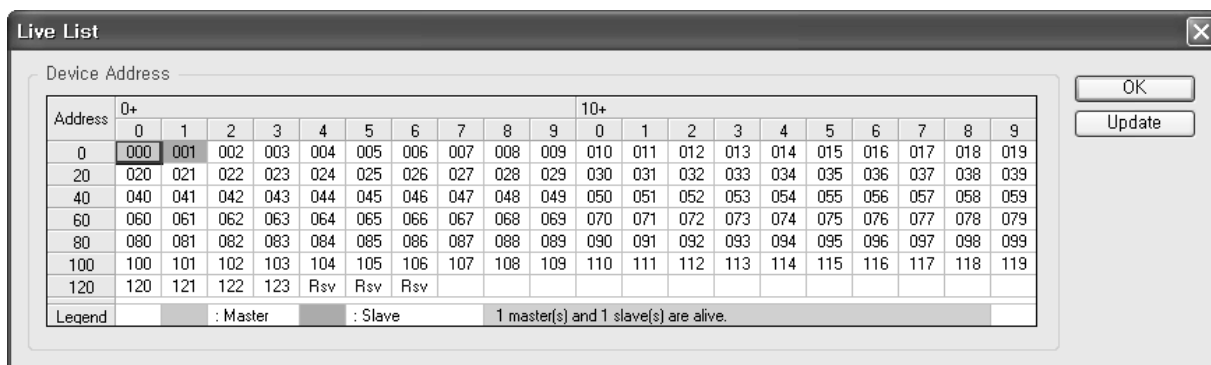 Live List
Device Address
OK
Update
Address 0+ 10+
0 1 2 3 4 5 6 7 8 9 0 1 2 3 4 5 6 7 8 9
0 000 001 002 003 004 005 006 007 008 009 010 011 012 013 014 015 016 017 018 019
20 020 021 022 023 024 025 026 027 028 029 030 031 032 033 034 035 036 037 038 039
40 040 041 042 043 044 045 046 047 048 049 050 051 052 053 054 055 056 057 058 059
60 060 061 062 063 064 065 066 067 068 069 070 071 072 073 074 075 076 077 078 079
80 080 081 082 083 084 085 086 087 088 089 090 091 092 093 094 095 096 097 098 099
100 100 101 102 103 104 105 106 107 108 109 110 111 112 113 114 115 116 117 118 119
120 120 121 122 123 Rsv Rsv Rsv
Legend : Master : Slave 1 master(s) and 1 slave(s) are alive.